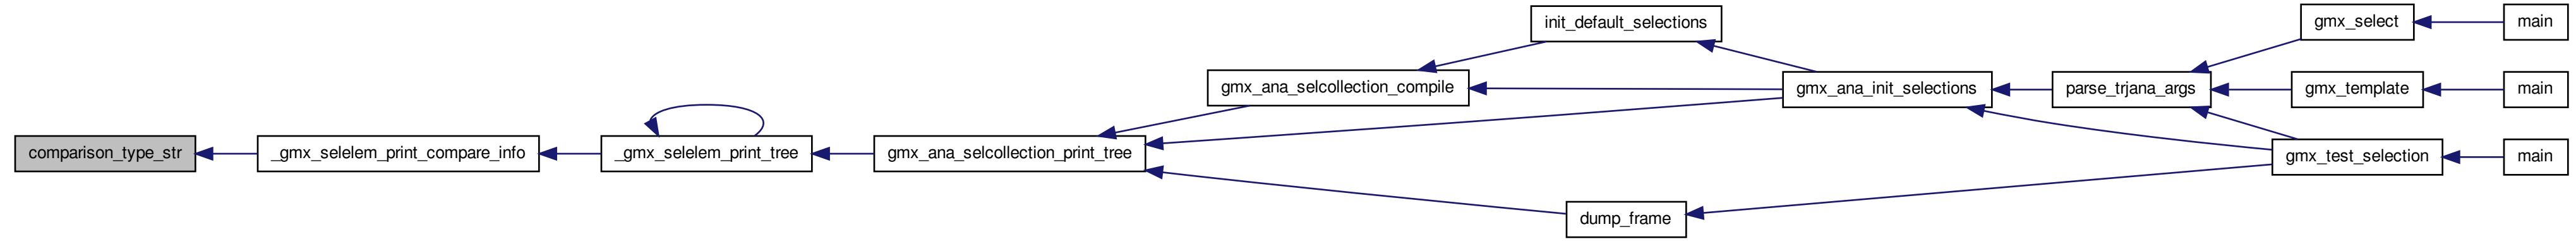 comparison_type_str
_gmx_selelem_print_compare_info
_gmx_selelem_print_tree
gmx_ana_selcollection_print_tree
gmx_ana_selcollection_compile
init_default_selections
dump_frame
gmx_ana_init_selections
parse_trjana_args
gmx_select
gmx_template
gmx_test_selection
main
main
main